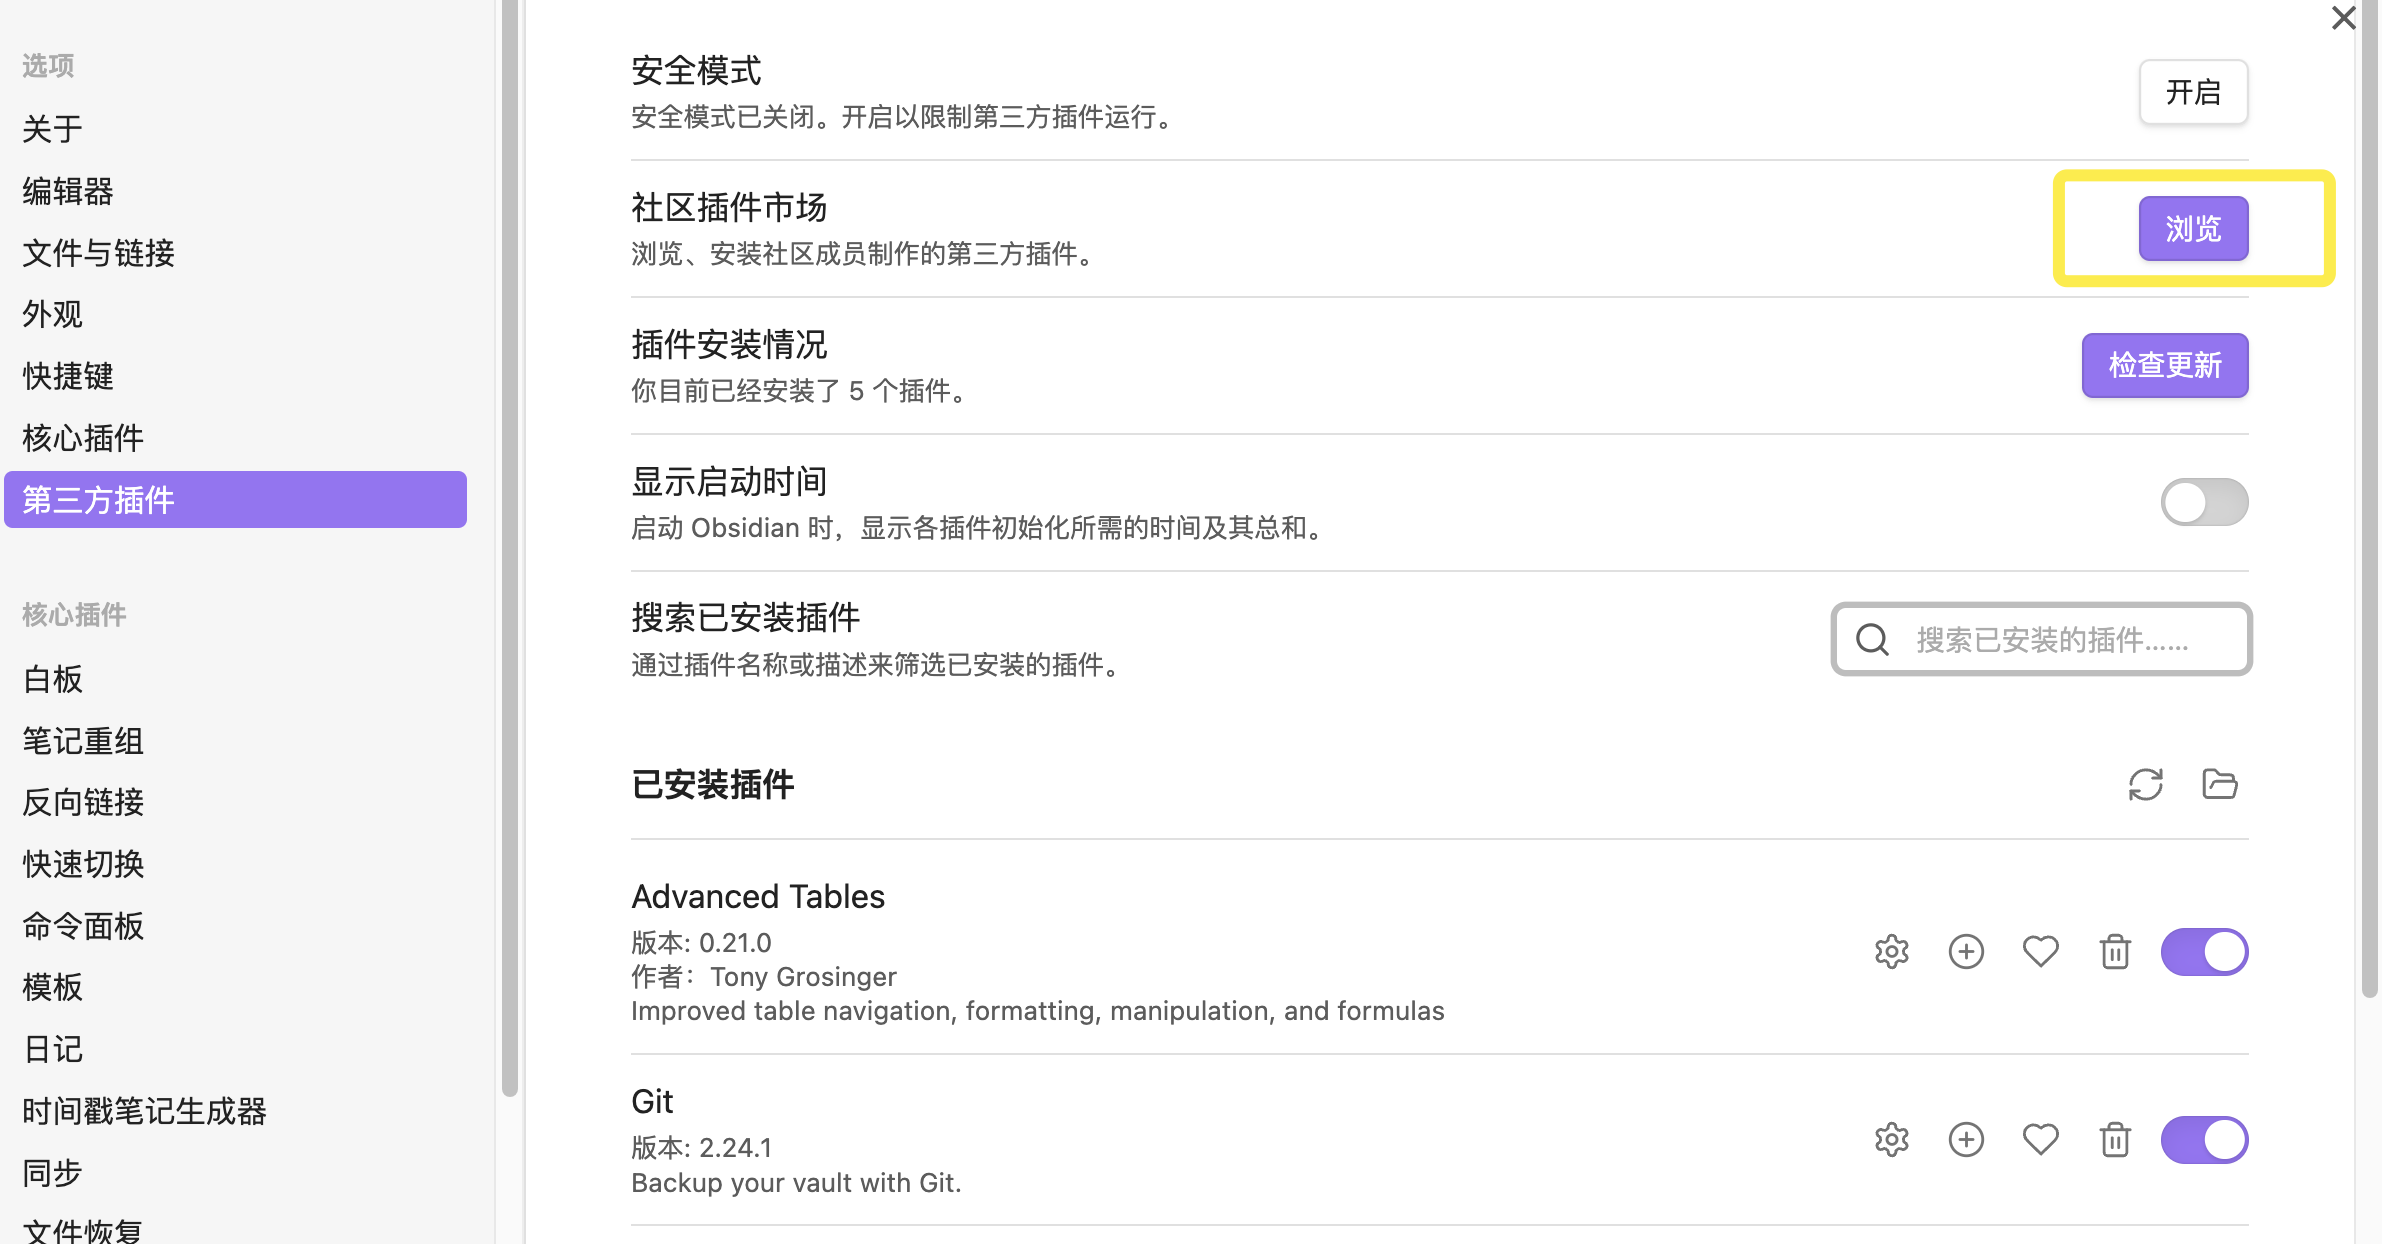 选项
关于
编辑器
文件与链接
外观
快捷键
核心插件
第三方插件
核心插件
白板
笔记重组
反向链接
快速切换
命令面板
模板
日记
时间戳笔记生成器
同步
文件恢复
安全模式
安全模式已关闭。开启以限制第三方插件运行。
开启
社区插件市场
浏览、安装社区成员制作的第三方插件。
浏览
插件安装情况
你目前已经安装了 5 个插件。
检查更新
显示启动时间
启动 Obsidian 时，显示各插件初始化所需的时间及其总和。
搜索已安装插件
通过插件名称或描述来筛选已安装的插件。
搜索已安装的插件……
已安装插件
Advanced Tables
版本: 0.21.0
作者：Tony Grosinger
Improved table navigation, formatting, manipulation, and formulas
Git
版本: 2.24.1
Backup your vault with Git.